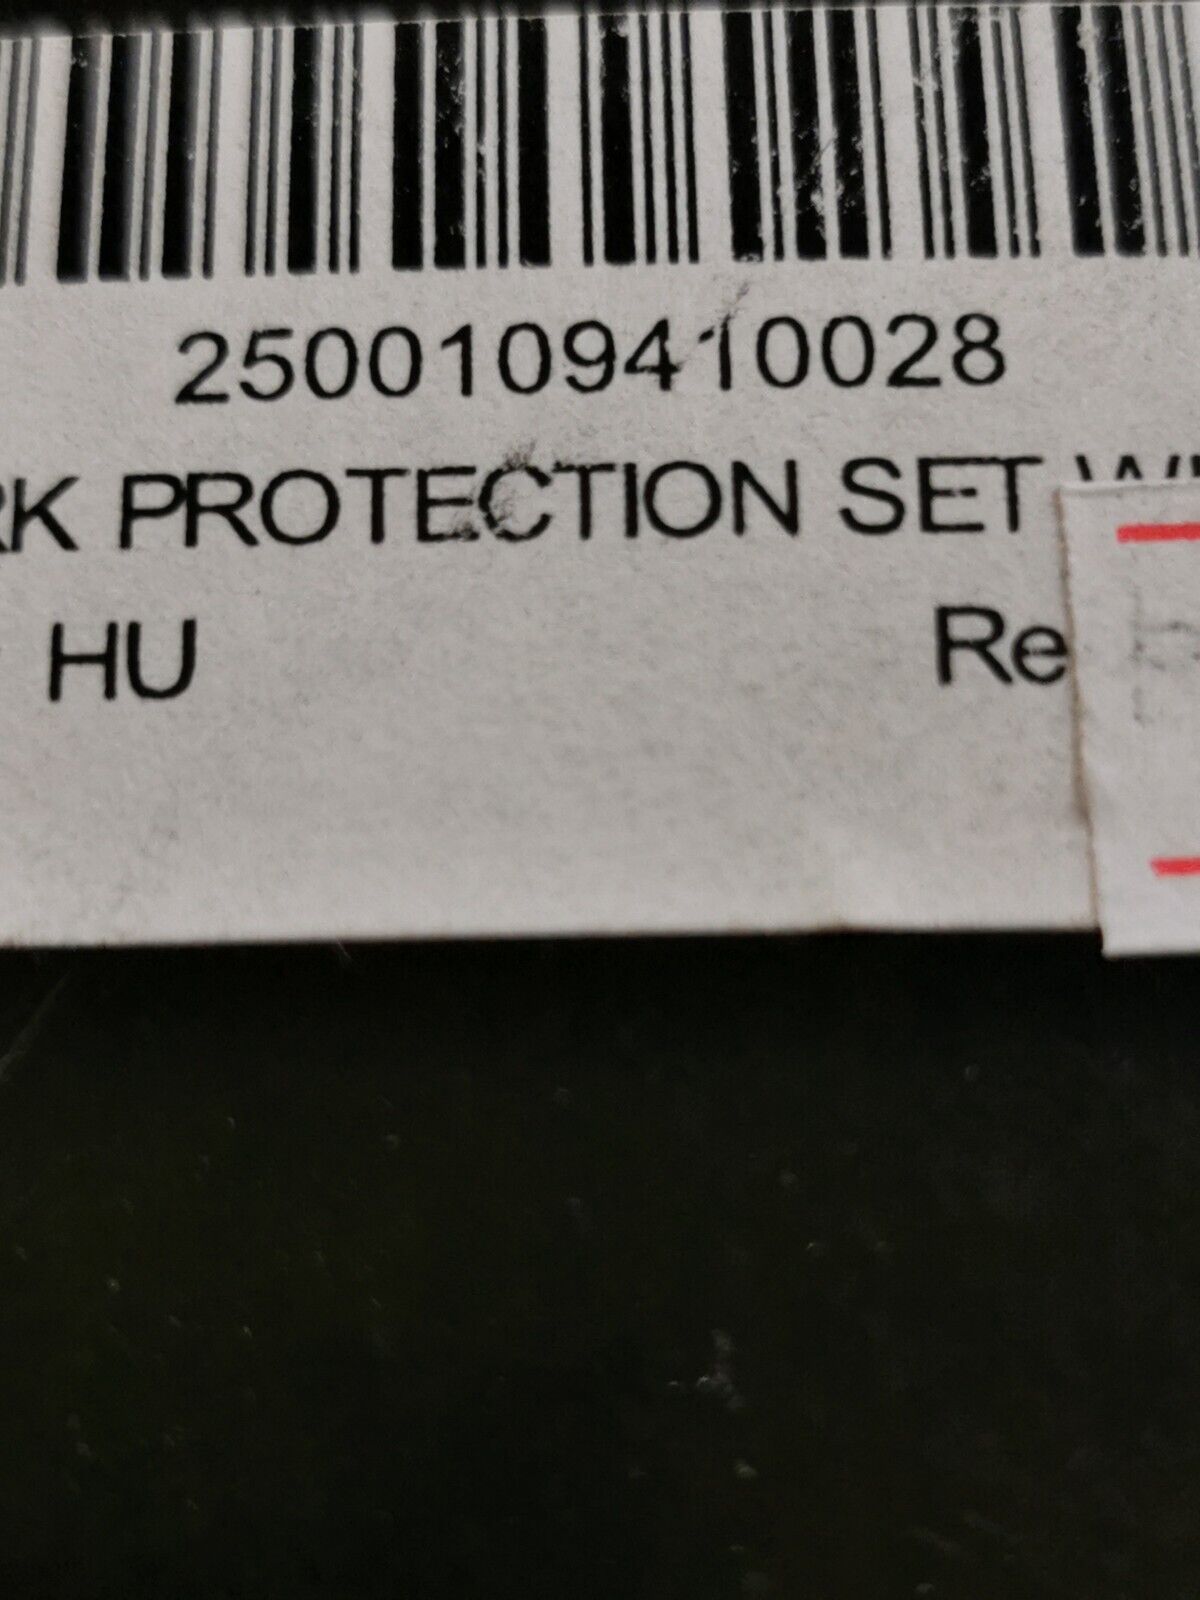 2500109410028
RK PROTECTION SET
HU Re